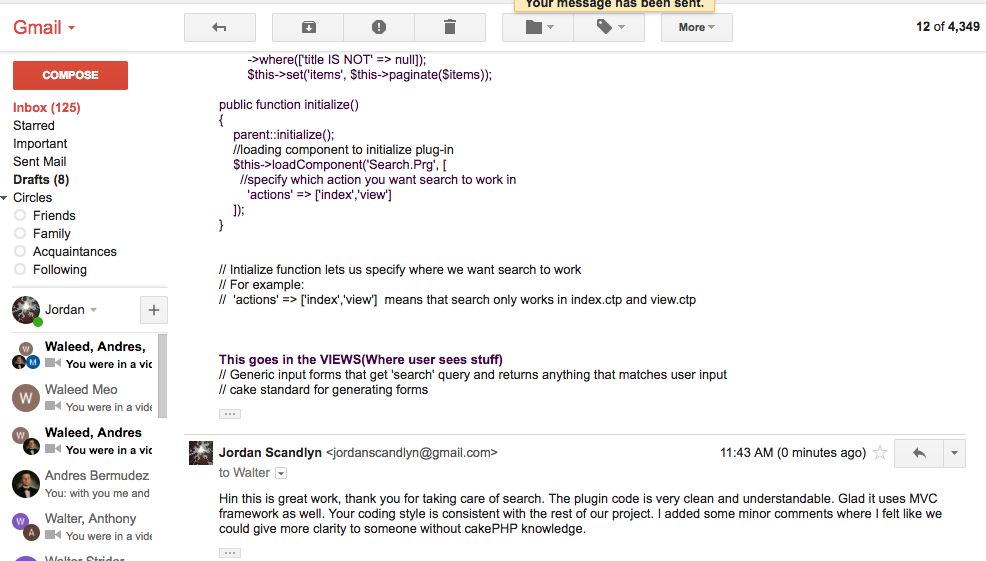 Your message has been sent.
Gmail
More
12 of 4,349
COMPOSE
Inbox (125)
Starred
Important
Sent Mail
Drafts (8)
Circles
Friends
Family
Acquaintances
Following
Jordan
+
Waleed, Andres,
M
You were in a vid
W
Waleed Meo
You were in a vide
W
Waleed, Andres
You were in a vid
Andres Bermudez
You: with you me and
W
A
Walter, Anthony
You were in a vide
Walter Strider
->where(['title IS NOT' => null]);
$this->set('items', $this->paginate($items));
public function initialize()
{
parent::initialize();
//loading component to initialize plug-in
$this->loadComponent('Search.Prg', [
//specify which action you want search to work in
'actions' => ['index','view']
]);
}
// Intialize function lets us specify where we want search to work
// For example:
// 'actions' => ['index','view'] means that search only works in index.ctp and view.ctp
This goes in the VIEWS(Where user sees stuff)
// Generic input forms that get 'search' query and returns anything that matches user input
// cake standard for generating forms
Jordan Scandlyn <jordanscandlyn@gmail.com>
11:43 AM (0 minutes ago)
to Walter
Hin this is great work, thank you for taking care of search. The plugin code is very clean and understandable. Glad it uses MVC
framework as well. Your coding style is consistent with the rest of our project. I added some minor comments where I felt like we
could give more clarity to someone without cakePHP knowledge.